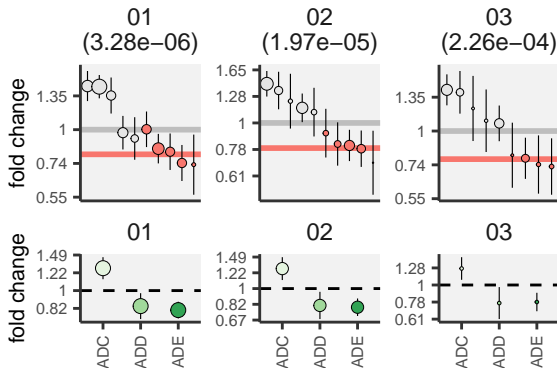 01
(3.28e−06)
02
(1.97e−05)
03
(2.26e−04)
fold change
1.35
1
0.74
0.55
1.65
1.28
1
0.78
0.61
1.35
1
0.74
0.55
01
02
03
fold change
1.49
1.22
1
0.82
1.49
1.22
1
0.82
0.67
1.28
1
0.78
0.61
ADC
ADD
ADE
ADC
ADD
ADE
ADC
ADD
ADE